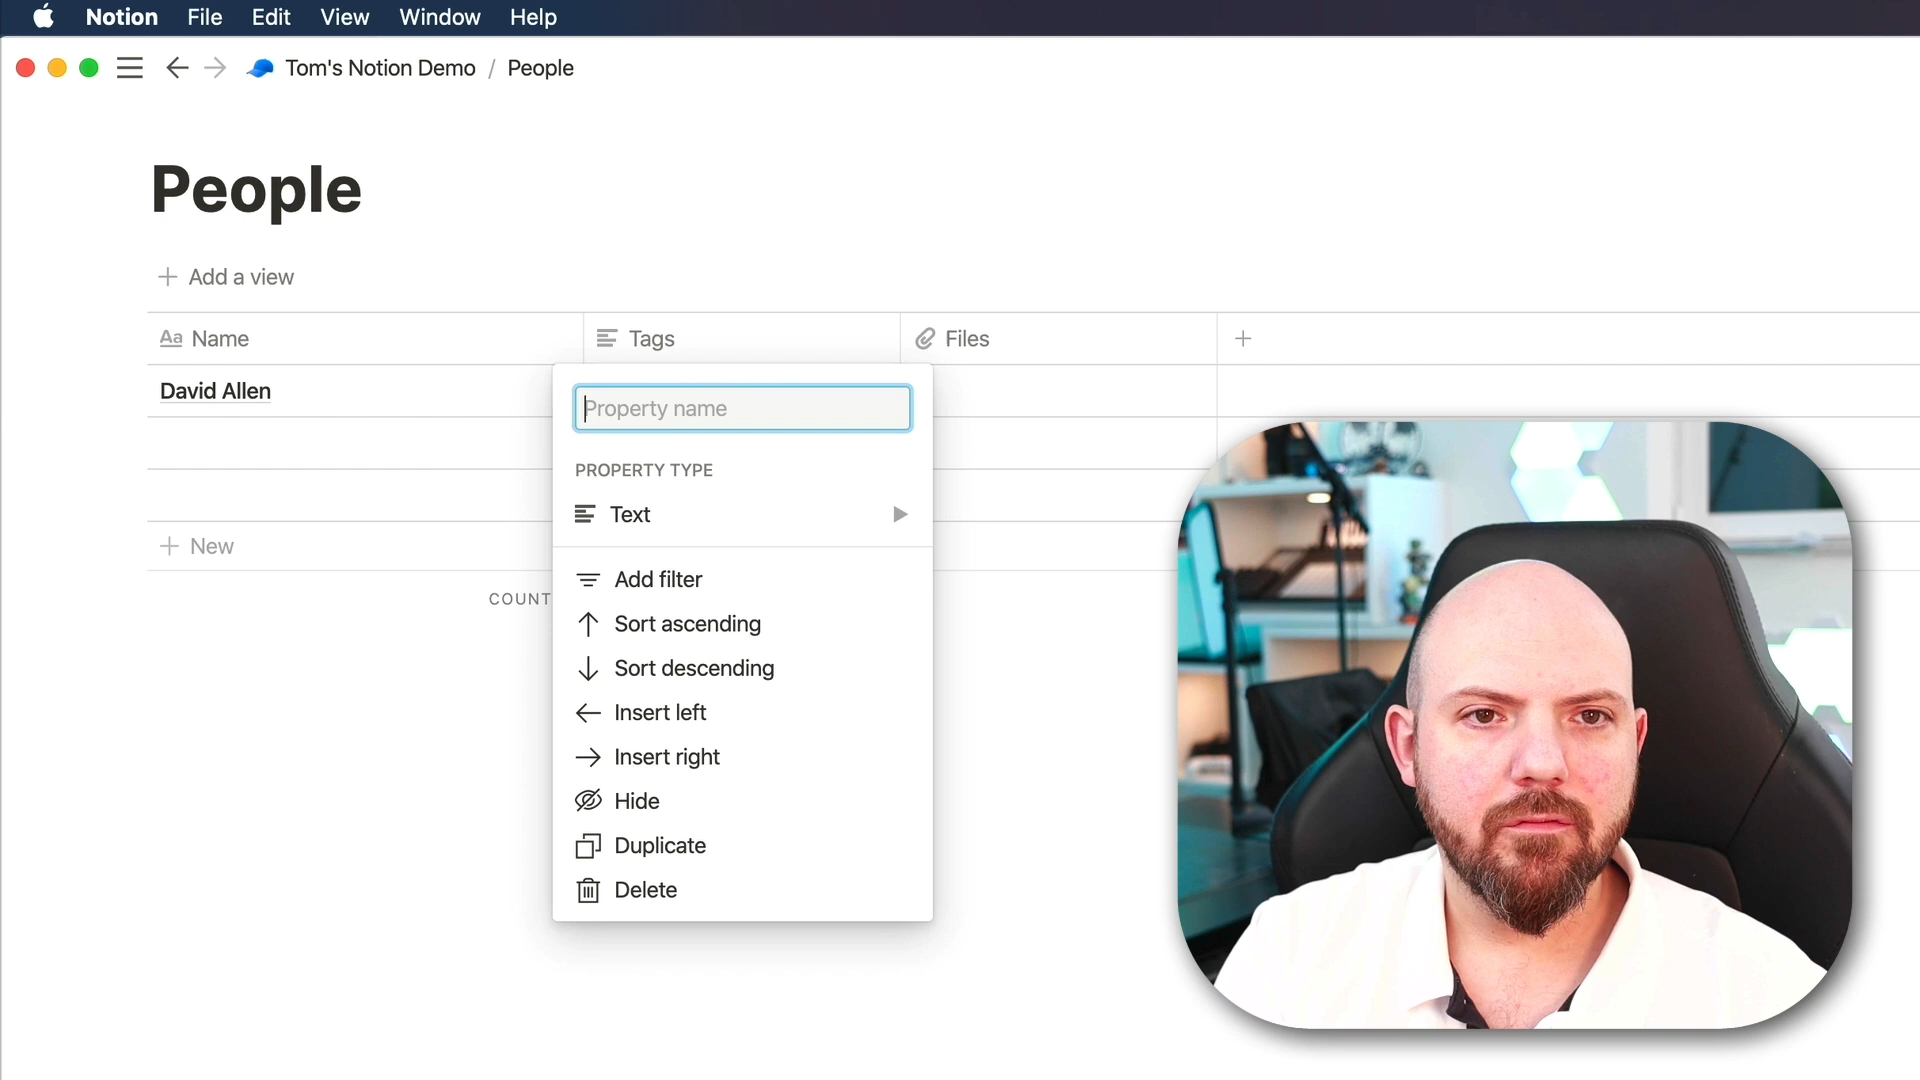 Notion File Edit View Window Help
Tom's Notion Demo / People
People
+ Add a view
Aa Name Tags Files +
David Allen
Property name
PROPERTY TYPE
Text
+ New
Add filter
COUNT
Sort ascending
Sort descending
Insert left
Insert right
Hide
Duplicate
Delete